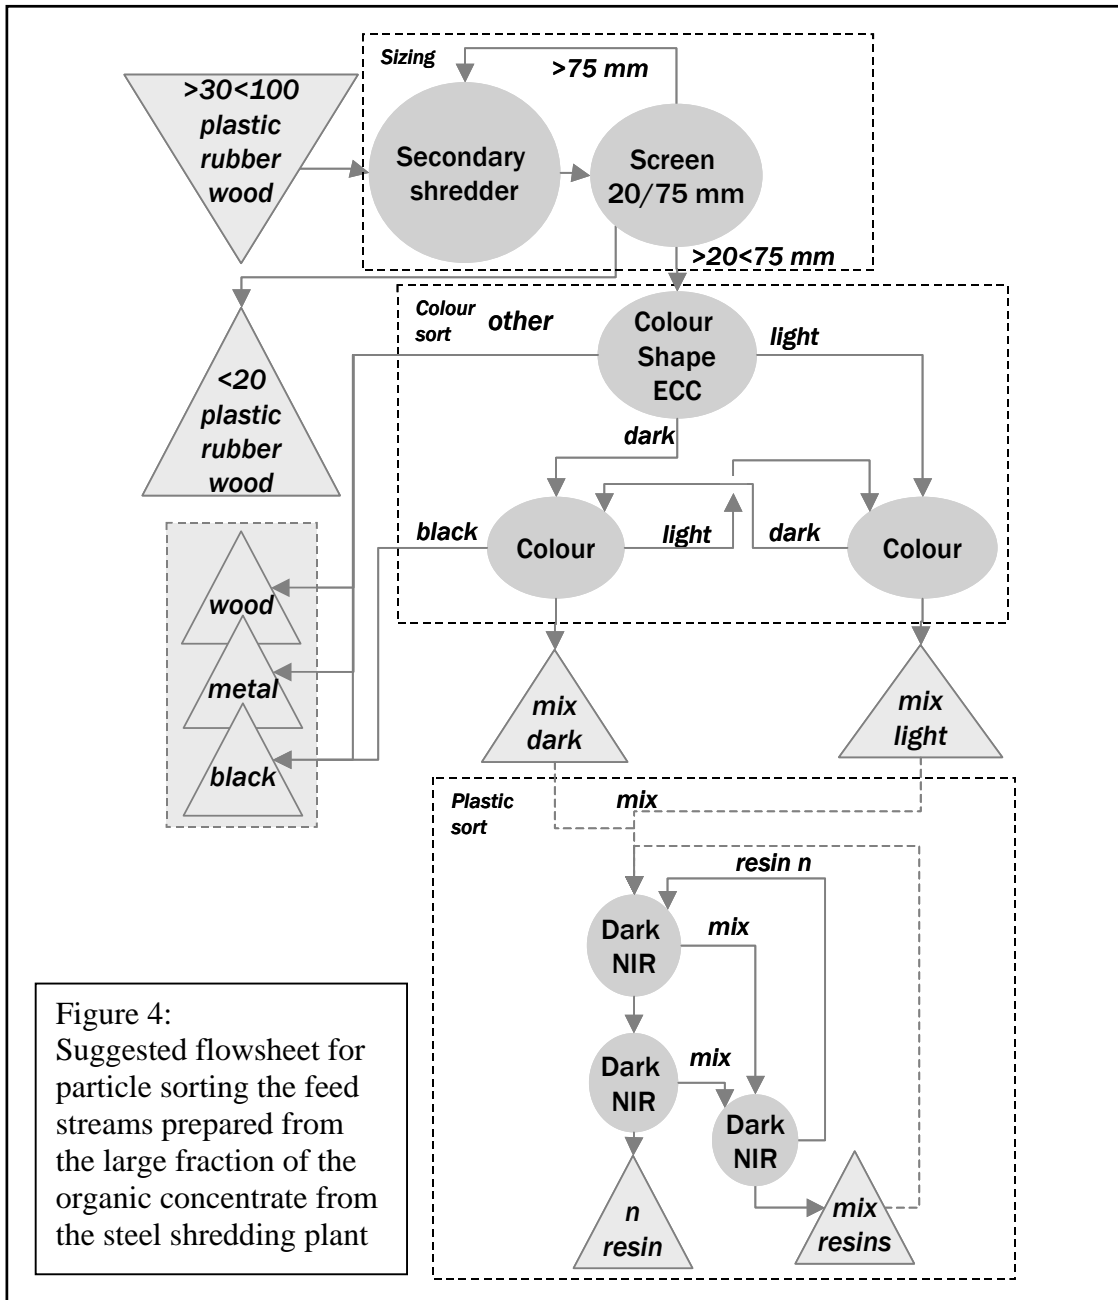 Sizing
>75 mm
>30<100
plastic
rubber
wood
Secondary
shredder
Screen
20/75 mm
>20<75 mm
Colour
sort
other
Colour
Shape
ECC
light
<20
plastic
rubber
wood
dark
black
Colour
light
dark
Colour
wood
metal
black
mix
dark
mix
light
Plastic
sort
mix
resin n
Dark
NIR
mix
Dark
NIR
mix
Dark
NIR
n
resin
mix
resins
Figure 4:
Suggested flowsheet for
particle sorting the feed
streams prepared from
the large fraction of the
organic concentrate from
the steel shredding plant